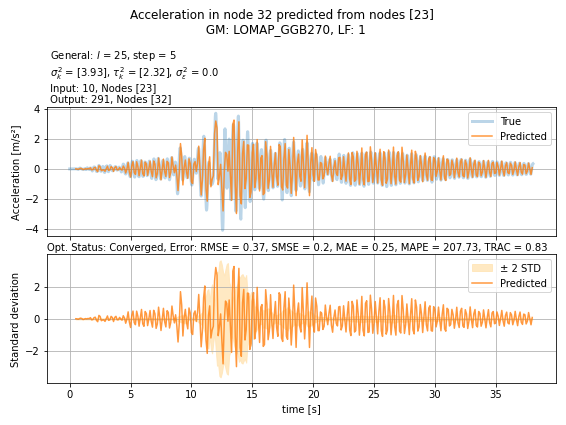 Acceleration in node 32 predicted from nodes [23]
GM: LOMAP_GGB270, LF: 1
General: l = 25, step = 5
σ²ₖ = [3.93], τ²ₖ = [2.32], σ²ₑ = 0.0
Input: 10, Nodes [23]
Output: 291, Nodes [32]
Acceleration [m/s²]
4
2
0
−2
−4
True
Predicted
Opt. Status: Converged, Error: RMSE = 0.37, SMSE = 0.2, MAE = 0.25, MAPE = 207.73, TRAC = 0.83
Standard deviation
2
0
−2
± 2 STD
Predicted
0 5 10 15 20 25 30 35
time [s]